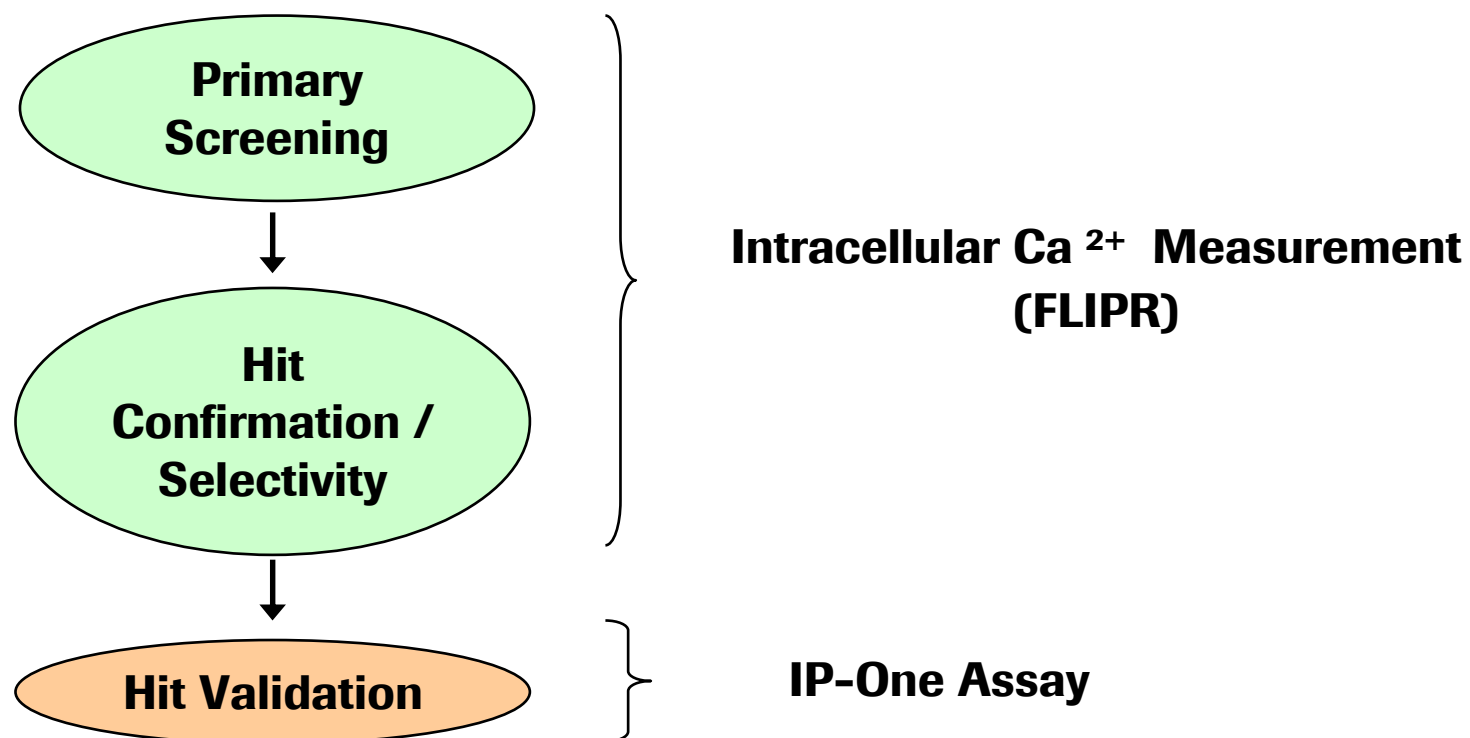 Primary
Screening
Hit
Confirmation /
Selectivity
Hit Validation
Intracellular Ca ²⁺ Measurement
(FLIPR)
IP-One Assay